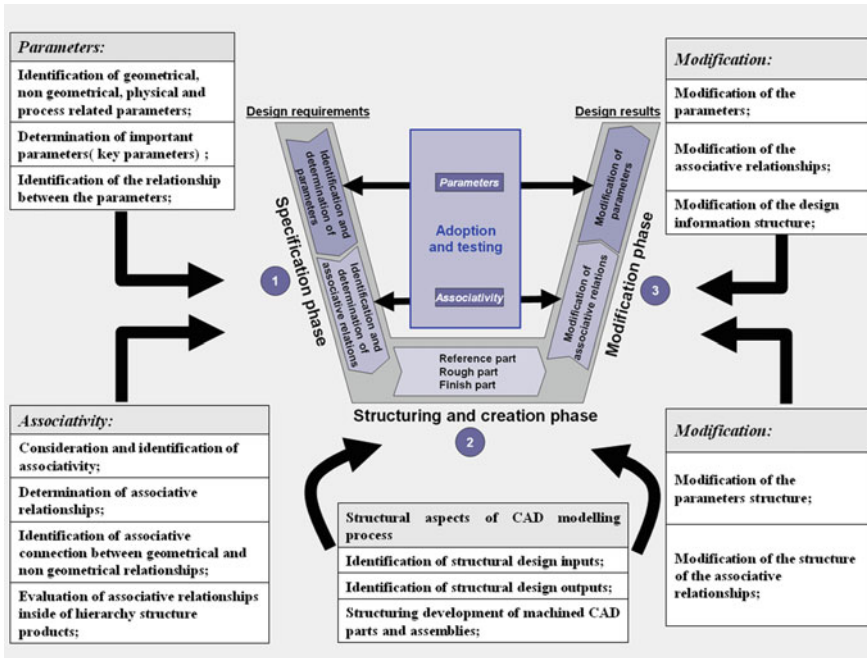 Parameters:
Identification of geometrical,
non geometrical, physical and
process related parameters;
Determination of important
parameters( key parameters) ;
Identification of the relationship
between the parameters;
Design requirements
Identification and
determination of
parameters
Identification and
determination of
associative relations
Specification phase
1
Parameters
Adoption
and testing
Associativity
Design results
Modification of
parameters
Modification of
associative relations
Modification phase
3
Reference part
Rough part
Finish part
Structuring and creation phase
2
Modification:
Modification of the
parameters;
Modification of the
associative relationships;
Modification of the design
information structure;
Associativity:
Consideration and identification of
associativity;
Determination of associative
relationships;
Identification of associative
connection between geometrical and
non geometrical relationships;
Evaluation of associative relationships
inside of hierarchy structure
products;
Structural aspects of CAD modelling
process
Identification of structural design inputs;
Identification of structural design outputs;
Structuring development of machined CAD
parts and assemblies;
Modification:
Modification of the
parameters structure;
Modification of the structure
of the associative
relationships;